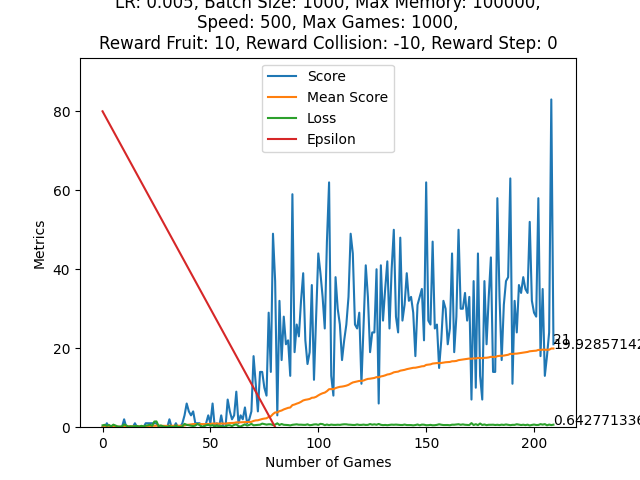 LR: 0.005, Batch Size: 1000, Max Memory: 100000,
Speed: 500, Max Games: 1000,
Reward Fruit: 10, Reward Collision: -10, Reward Step: 0
Score
Mean Score
Loss
Epsilon
80
60
40
20
0
Metrics
21
19.92857142
0.642771336
0
50
100
150
200
Number of Games